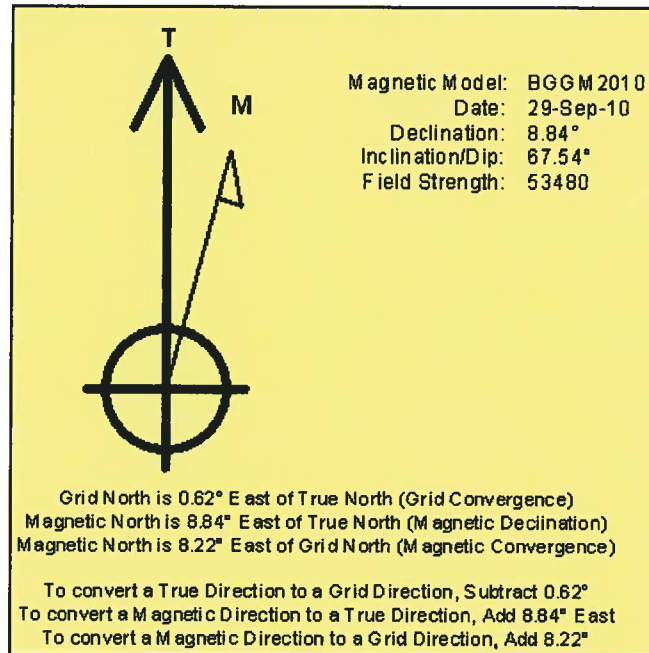 T
M
Magnetic Model: BGGM2010
Date: 29-Sep-10
Declination: 8.84°
Inclination/Dip: 67.54°
Field Strength: 53480
Grid North is 0.62° East of True North (Grid Convergence)
Magnetic North is 8.84° East of True North (Magnetic Declination)
Magnetic North is 8.22° East of Grid North (Magnetic Convergence)
To convert a True Direction to a Grid Direction, Subtract 0.62°
To convert a Magnetic Direction to a True Direction, Add 8.84° East
To convert a Magnetic Direction to a Grid Direction, Add 8.22°